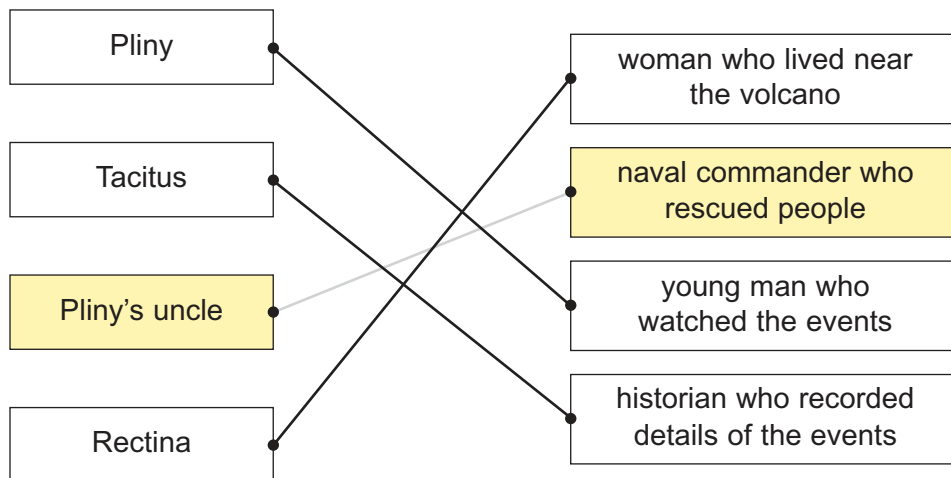 Pliny
Tacitus
Pliny’s uncle
Rectina
woman who lived near
the volcano
naval commander who
rescued people
young man who
watched the events
historian who recorded
details of the events